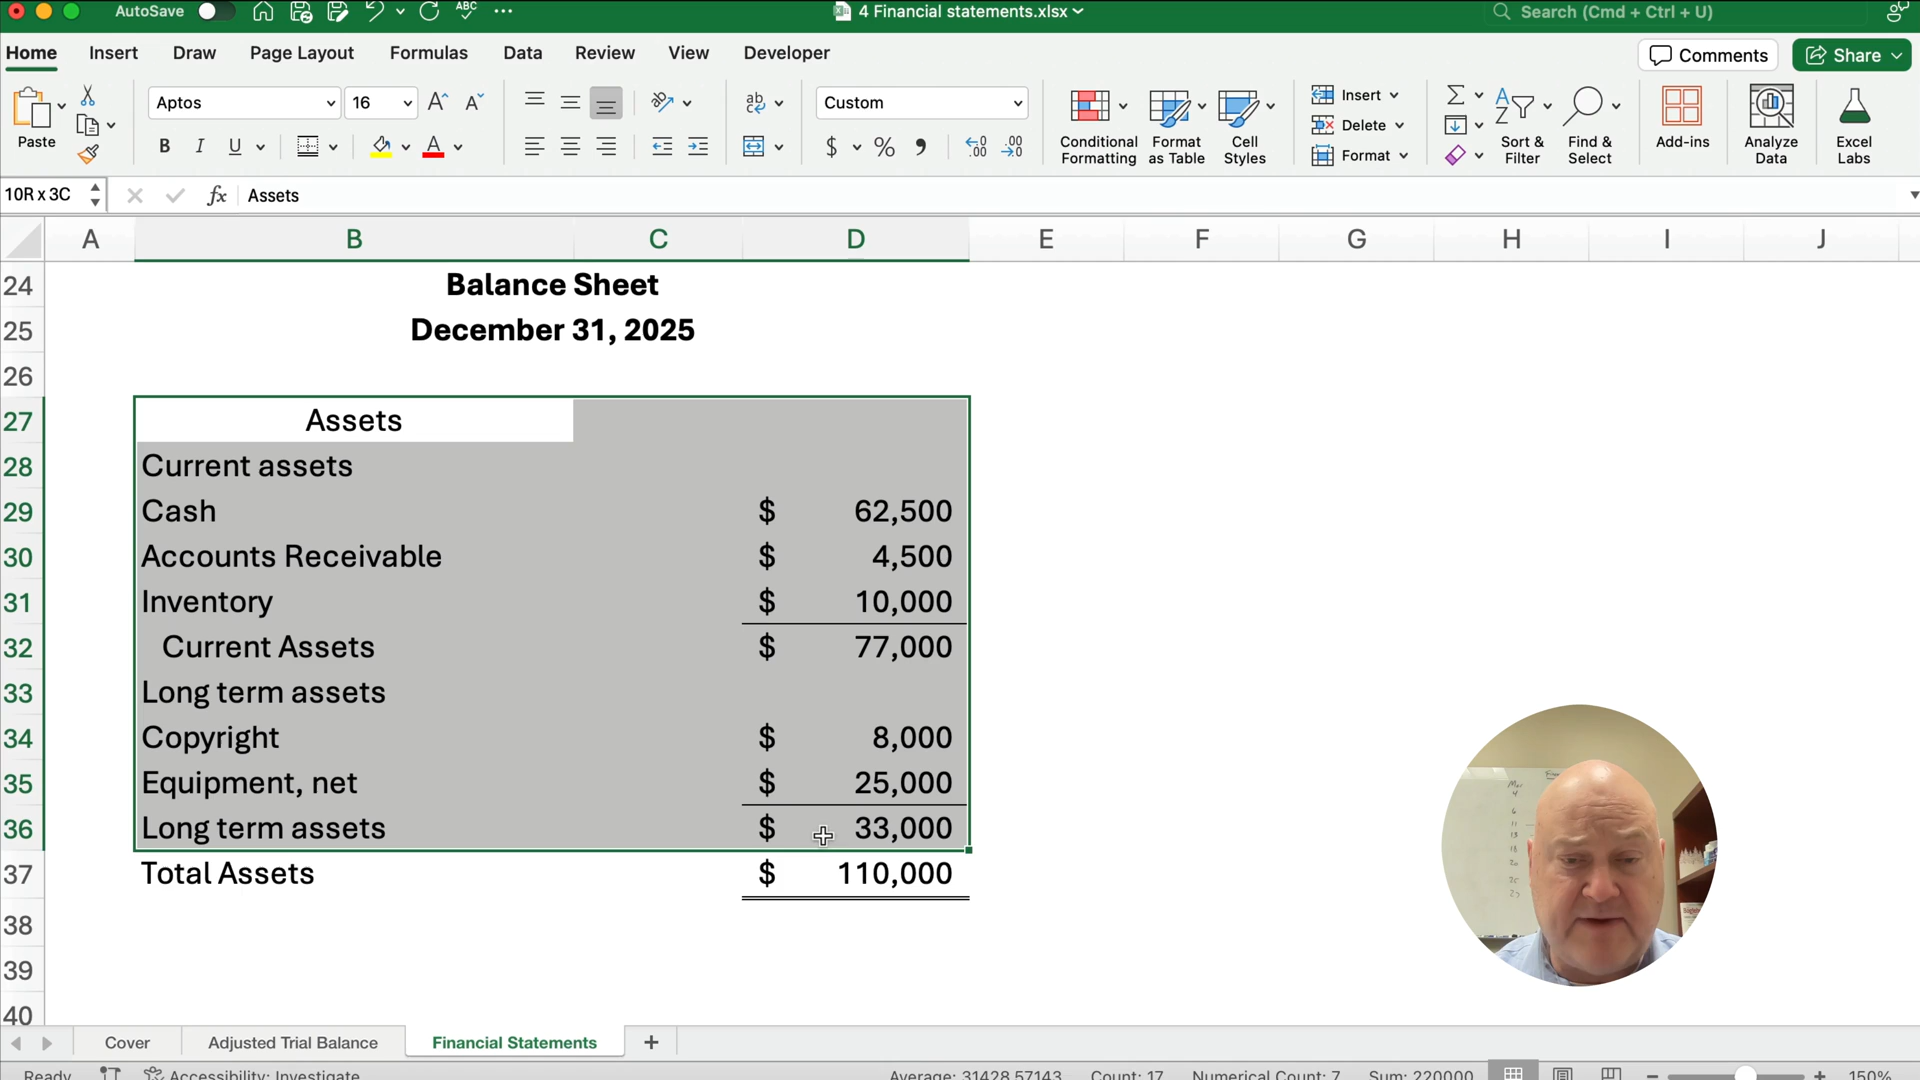 AutoSave
ABC
4 Financial statements.xlsx
Search (Cmd + Ctrl + U)
Home Insert Draw Page Layout Formulas Data Review View Developer
Comments
Share
Paste
Aptos
16
A A
ab
Custom
B I U
A
$ % 9
.00 .00
Conditional Formatting
Format as Table
Cell Styles
Insert
Delete
Format
Sort & Filter
Find & Select
Add-ins
Analyze Data
Excel Labs
10R x 3C
fx
Assets
A B C D E F G H I J
24 Balance Sheet
25 December 31, 2025
26
27 Assets
28 Current assets
29 Cash $ 62,500
30 Accounts Receivable $ 4,500
31 Inventory $ 10,000
32 Current Assets $ 77,000
33 Long term assets
34 Copyright $ 8,000
35 Equipment, net $ 25,000
36 Long term assets $ 33,000
37 Total Assets $ 110,000
38
39
40
Cover Adjusted Trial Balance Financial Statements +
Ready Accessibility: Investigate Average: 31428.57143 Count: 17 Numerical Count: 7 Sum: 220000 150%